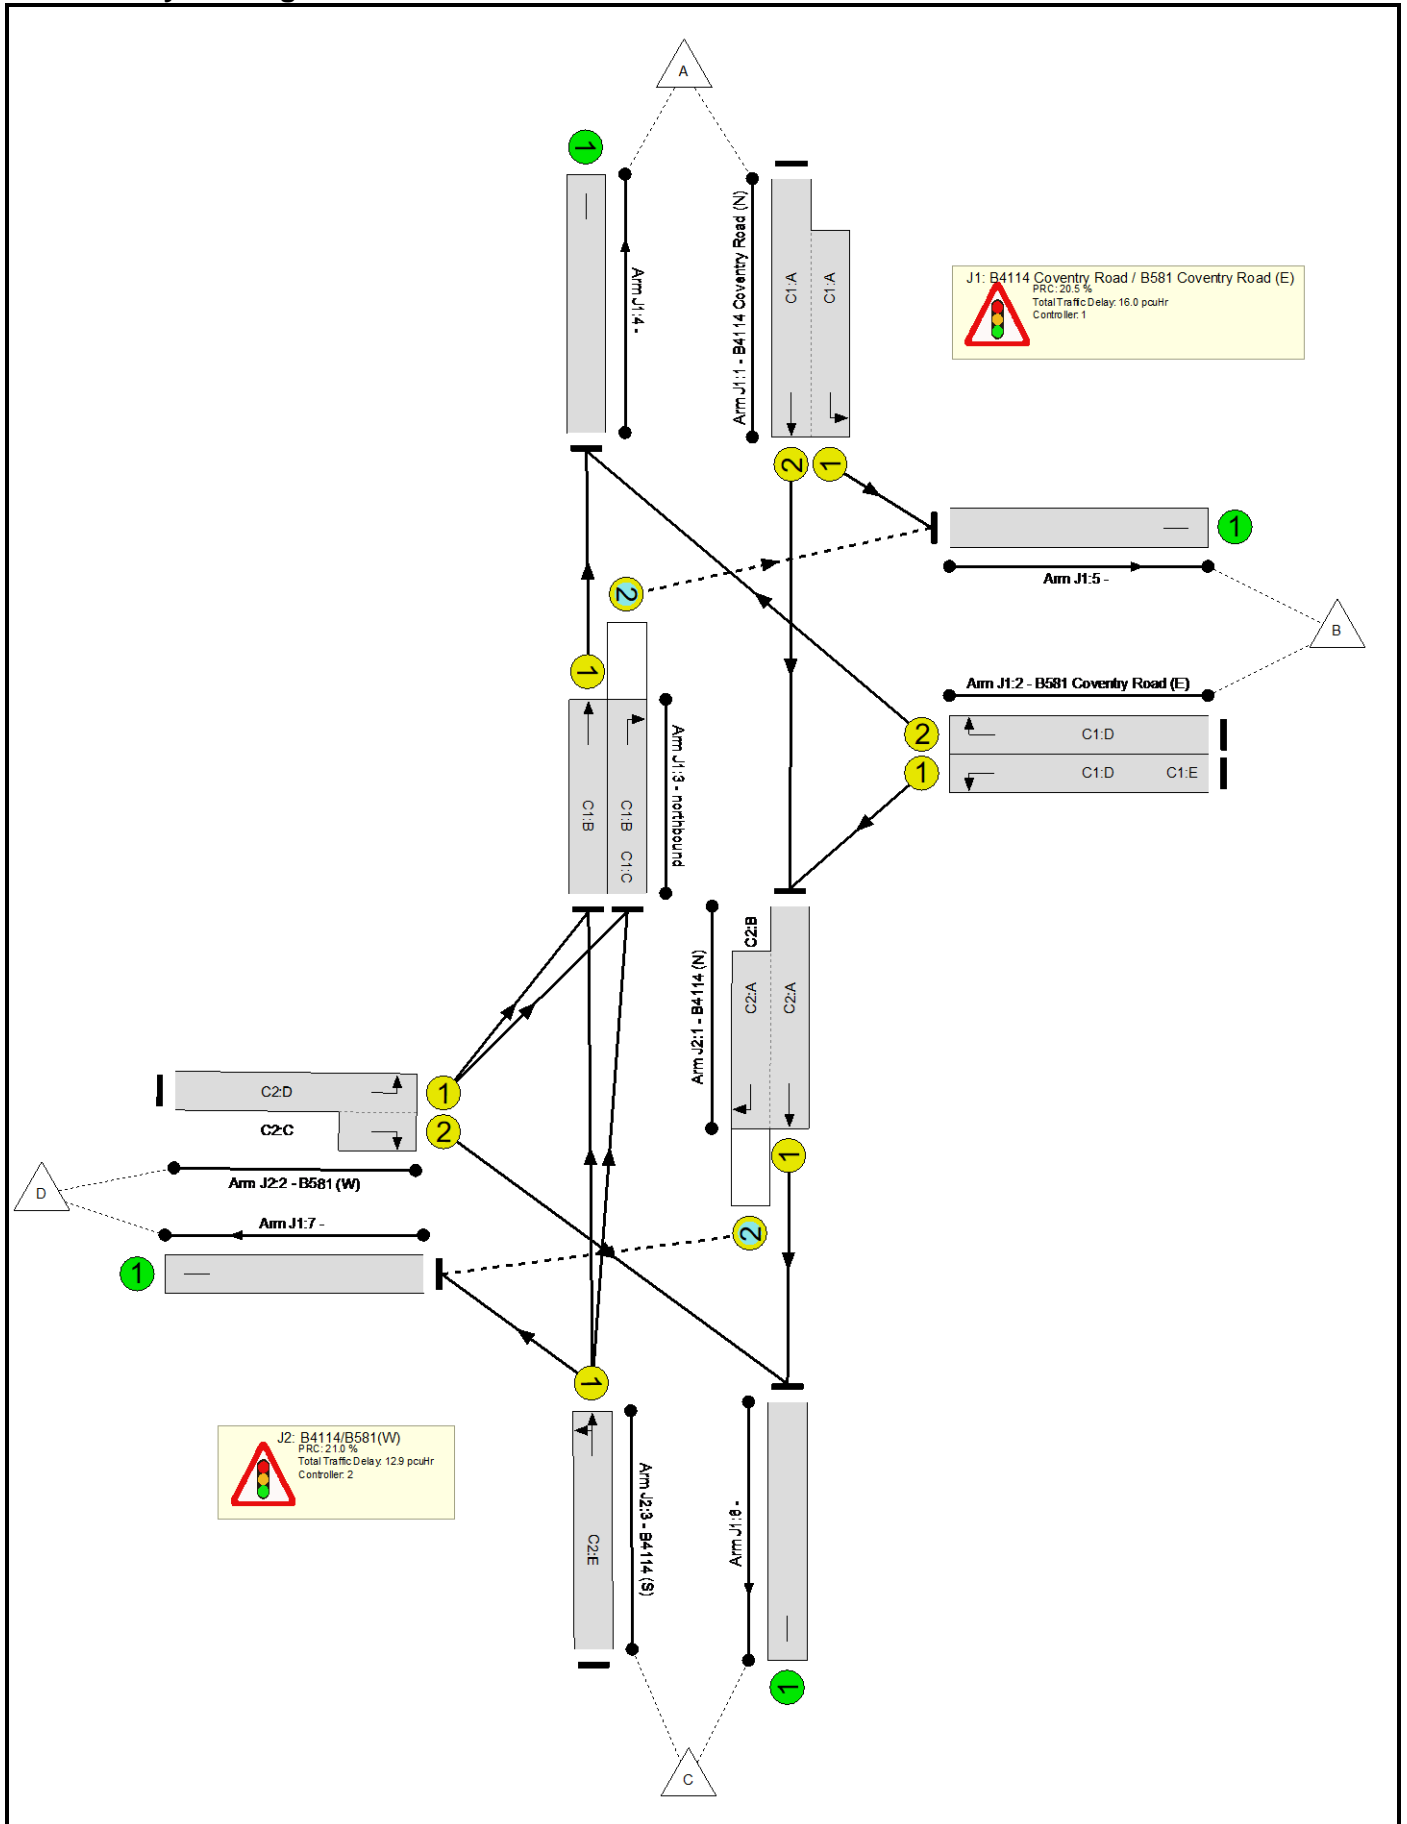 A
1
Arm J1:4 -
Arm J1:1 - B4114 Coventry Road (N)
C1:A
C1:A
2
1
J1: B4114 Coventry Road / B581 Coventry Road (E)
PRC: 20.5 %
Total Traffic Delay: 16.0 pcuHr
Controller: 1
1
Arm J1:5 -
B
2
1
Arm J1:2 - B581 Coventry Road (E)
2
C1:D
1
C1:D C1:E
C1:B
C1:B C1:C
Arm J1:3 - northbound
C2:B
Arm J2:1 - B4114 (N)
C2:A
C2:A
C2:D
1
C2:C
2
1
D
Arm J2:2 - B581 (W)
Arm J1:7 -
2
1
1
J2: B4114/B581(W)
PRC: 21.0 %
Total Traffic Delay: 12.9 pcuHr
Controller: 2
C2:E
Arm J2:3 - B4114 (S)
Arm J1:6 -
1
C